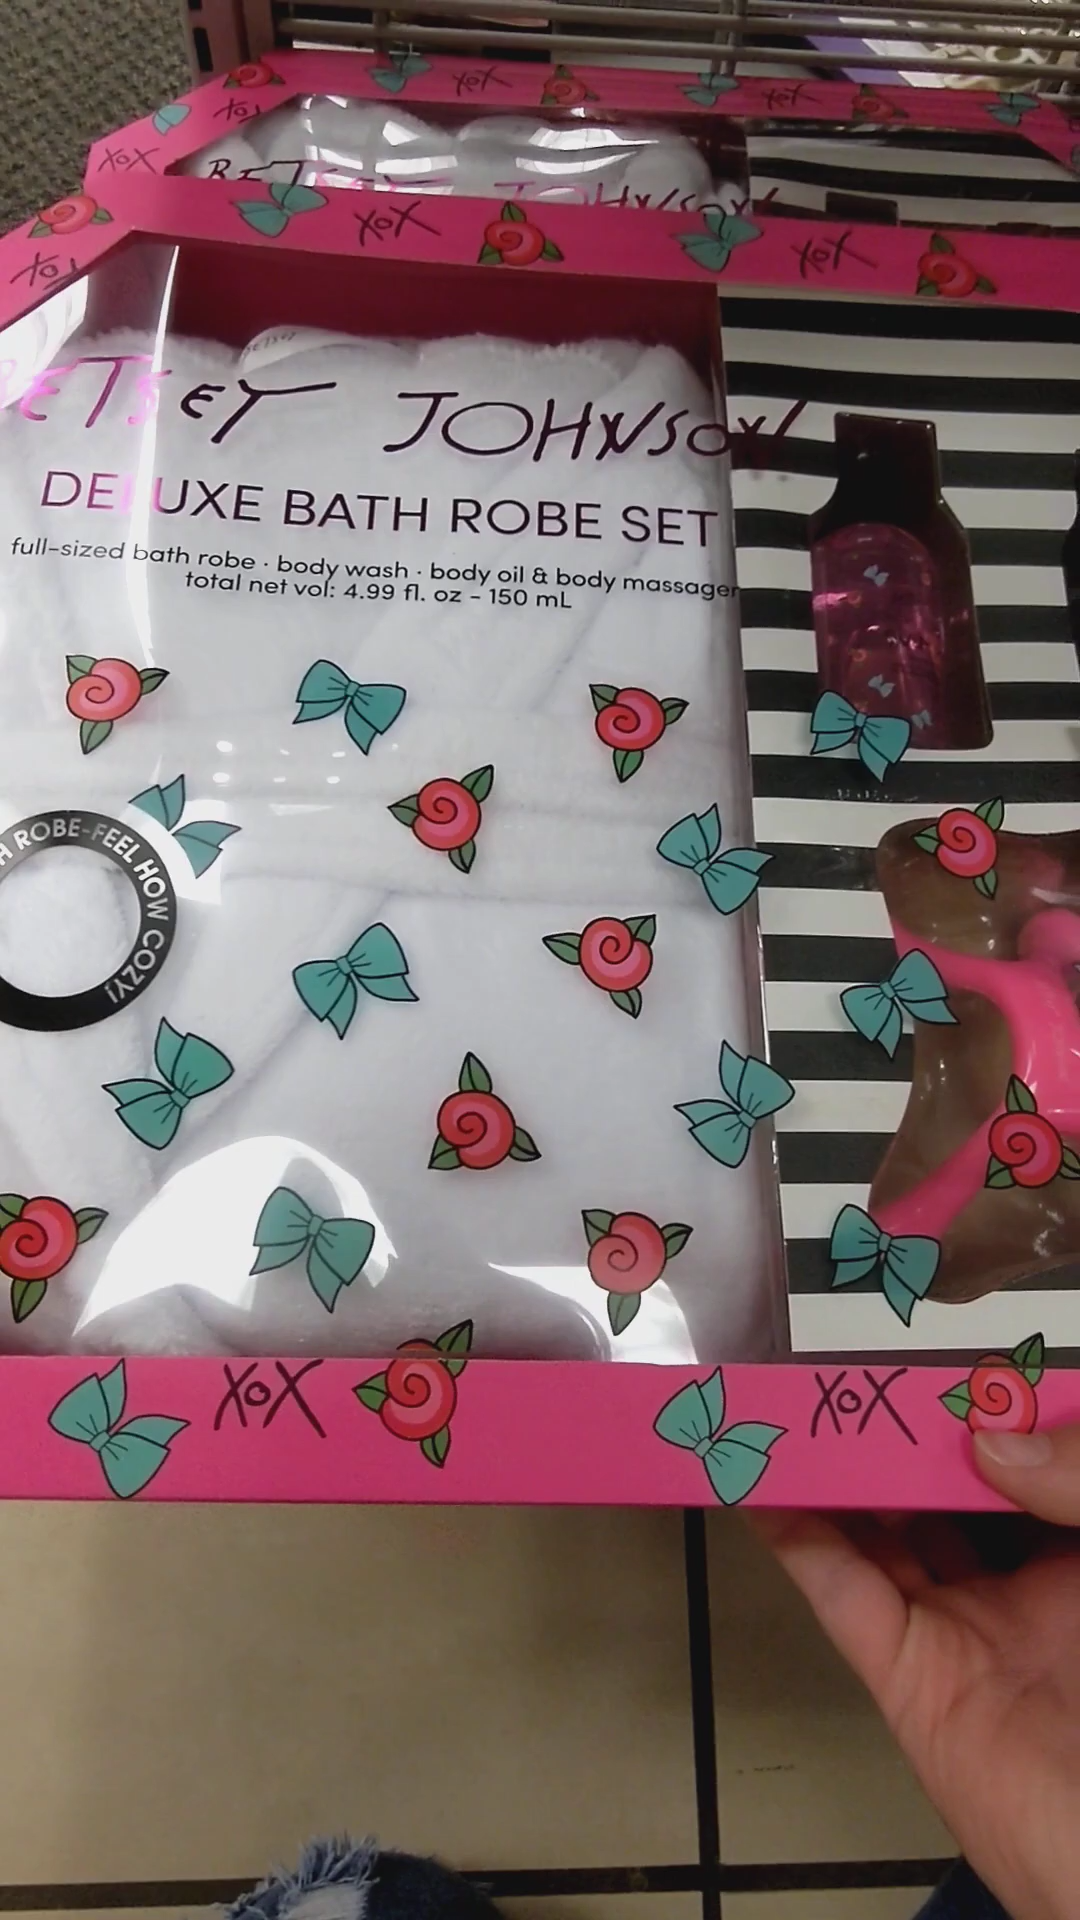 XOX XOX
XOX
XOX
BETSEY JOHNSON
XOX XOX
XOX
BETSEY JOHNSON
DELUXE BATH ROBE SET
full-sized bath robe · body wash · body oil & body massager
total net vol: 4.99 fl. oz - 150 mL
ROBE-FEEL HOW COZY!
XOX XOX